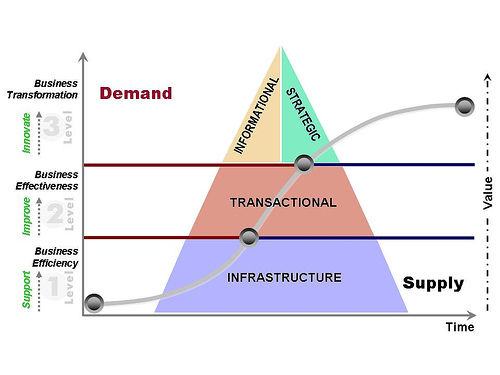 Business
Transformation
Demand
Innovate
3
Level
INFORMATIONAL
STRATEGIC
Business
Effectiveness
Improve
2
Level
TRANSACTIONAL
Value
Business
Efficiency
Support
1
Level
INFRASTRUCTURE
Supply
Time